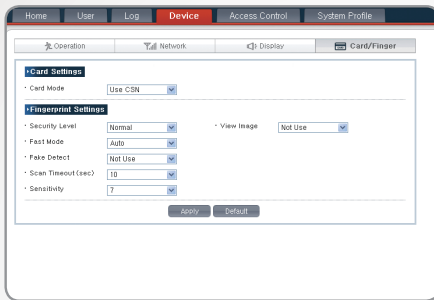 Home User Log Device Access Control System Profile
Operation Network Display Card/Finger
Card Settings
Card Mode Use CSN
Fingerprint Settings
Security Level Normal View Image Not Use
Fast Mode Auto
Fake Detect Not Use
Scan Timeout(sec) 10
Sensitivity 7
Apply Default